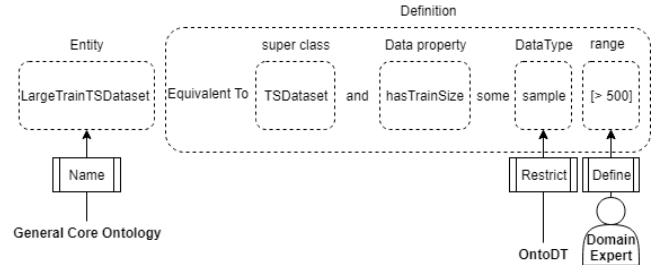 Definition
Entity super class Data property DataType range
LargeTrainTSDataset Equivalent To TSDataset and hasTrainSize some sample [> 500]
Name Restrict Define
General Core Ontology
OntoDT
Domain
Expert